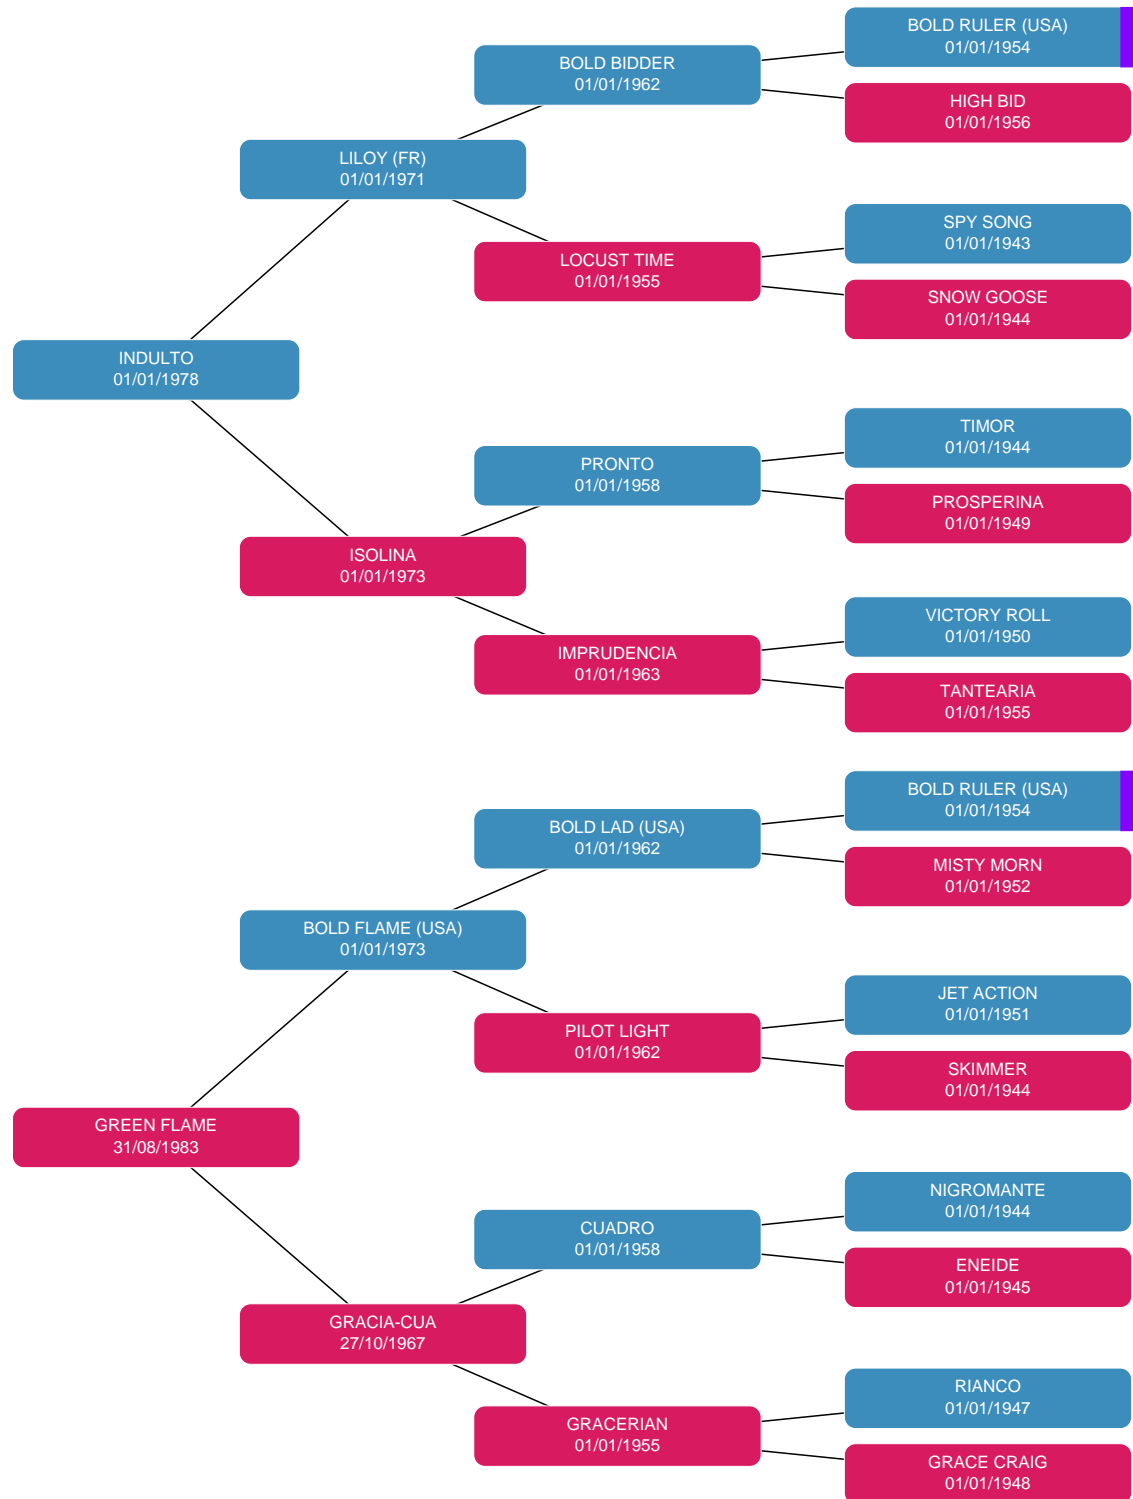 BOLD RULER (USA)
01/01/1954
BOLD BIDDER
01/01/1962
HIGH BID
01/01/1956
LILOY (FR)
01/01/1971
SPY SONG
01/01/1943
LOCUST TIME
01/01/1955
SNOW GOOSE
01/01/1944
INDULTO
01/01/1978
TIMOR
01/01/1944
PRONTO
01/01/1958
PROSPERINA
01/01/1949
ISOLINA
01/01/1973
VICTORY ROLL
01/01/1950
IMPRUDENCIA
01/01/1963
TANTEARIA
01/01/1955
BOLD RULER (USA)
01/01/1954
BOLD LAD (USA)
01/01/1962
MISTY MORN
01/01/1952
BOLD FLAME (USA)
01/01/1973
JET ACTION
01/01/1951
PILOT LIGHT
01/01/1962
SKIMMER
01/01/1944
GREEN FLAME
31/08/1983
NIGROMANTE
01/01/1944
CUADRO
01/01/1958
ENEIDE
01/01/1945
GRACIA-CUA
27/10/1967
RIANCO
01/01/1947
GRACERIAN
01/01/1955
GRACE CRAIG
01/01/1948